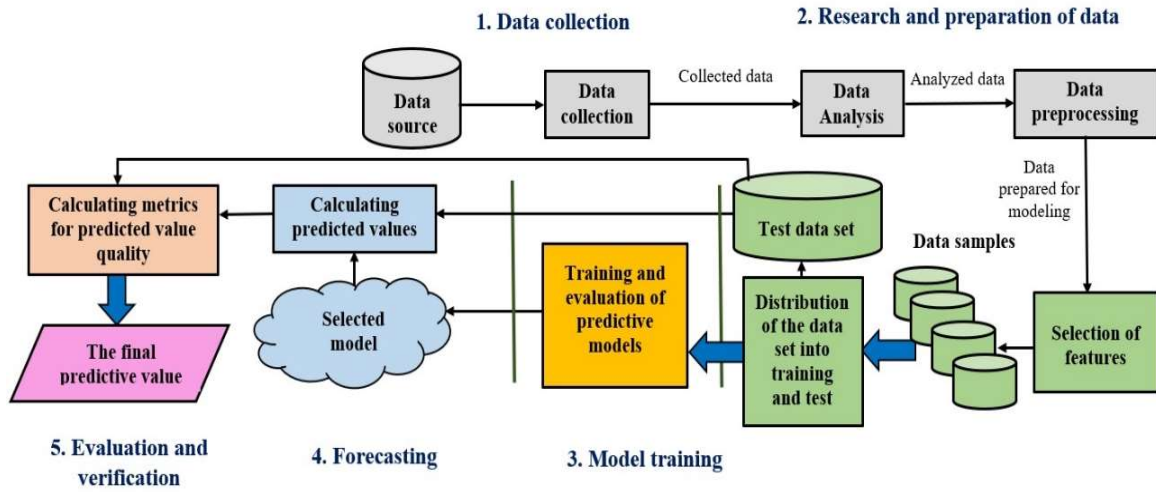 1. Data collection
2. Research and preparation of data
Data
source
Data
collection
Collected data
Data
Analysis
Analyzed data
Data
preprocessing
Data
prepared for
modeling
Calculating metrics
for predicted value
quality
Calculating
predicted values
Test data set
Data samples
Training and
evaluation of
predictive
models
Distribution
of the data
set into
training
and test
Selection of
features
Selected
model
The final
predictive value
5. Evaluation and
verification
4. Forecasting
3. Model training